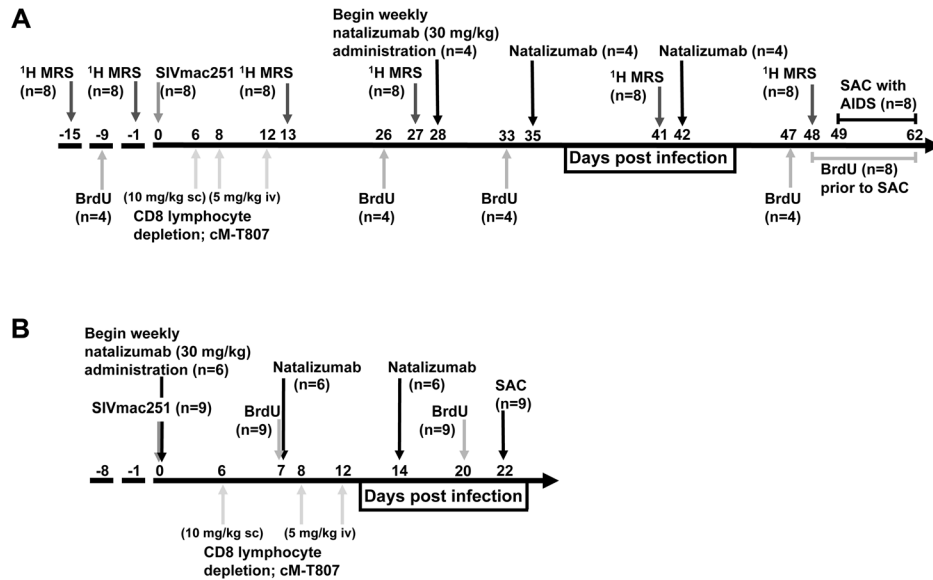 A
Begin weekly
natalizumab (30 mg/kg)
administration (n=4)
Natalizumab (n=4)
Natalizumab (n=4)
¹H MRS
(n=8)
¹H MRS
(n=8)
SIVmac251
(n=8)
¹H MRS
(n=8)
¹H MRS
(n=8)
¹H MRS
(n=8)
¹H MRS
(n=8)
SAC with
AIDS (n=8)
-15 -9 -1 0 6 8 12 13 26 27 28 33 35 41 42 47 48 49 62
Days post infection
BrdU
(n=4)
(10 mg/kg sc) (5 mg/kg iv)
CD8 lymphocyte
depletion; cM-T807
BrdU
(n=4)
BrdU
(n=4)
BrdU
(n=4)
BrdU (n=8)
prior to SAC
B
Begin weekly
natalizumab (30 mg/kg)
administration (n=6)
SIVmac251 (n=9)
Natalizumab
(n=6)
BrdU
(n=9)
Natalizumab
(n=6)
BrdU
(n=9)
SAC
(n=9)
-8 -1 0 6 7 8 12 14 20 22
Days post infection
(10 mg/kg sc) (5 mg/kg iv)
CD8 lymphocyte
depletion; cM-T807